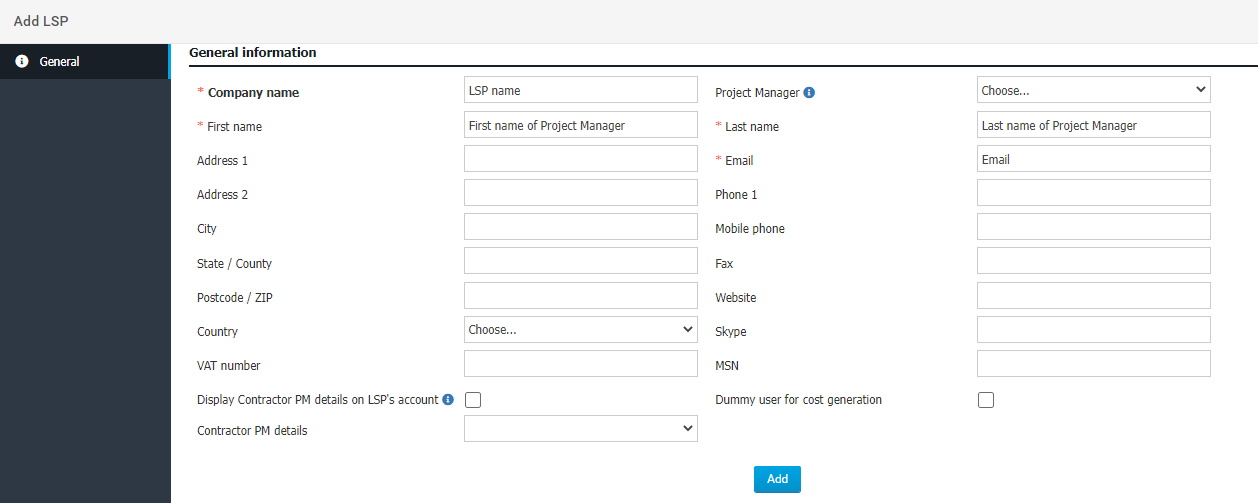 Add LSP
General
General information
* Company name LSP name Project Manager Choose...
* First name First name of Project Manager * Last name Last name of Project Manager
Address 1 * Email Email
Address 2 Phone 1
City Mobile phone
State / County Fax
Postcode / ZIP Website
Country Choose... Skype
VAT number MSN
Display Contractor PM details on LSP's account Dummy user for cost generation
Contractor PM details
Add